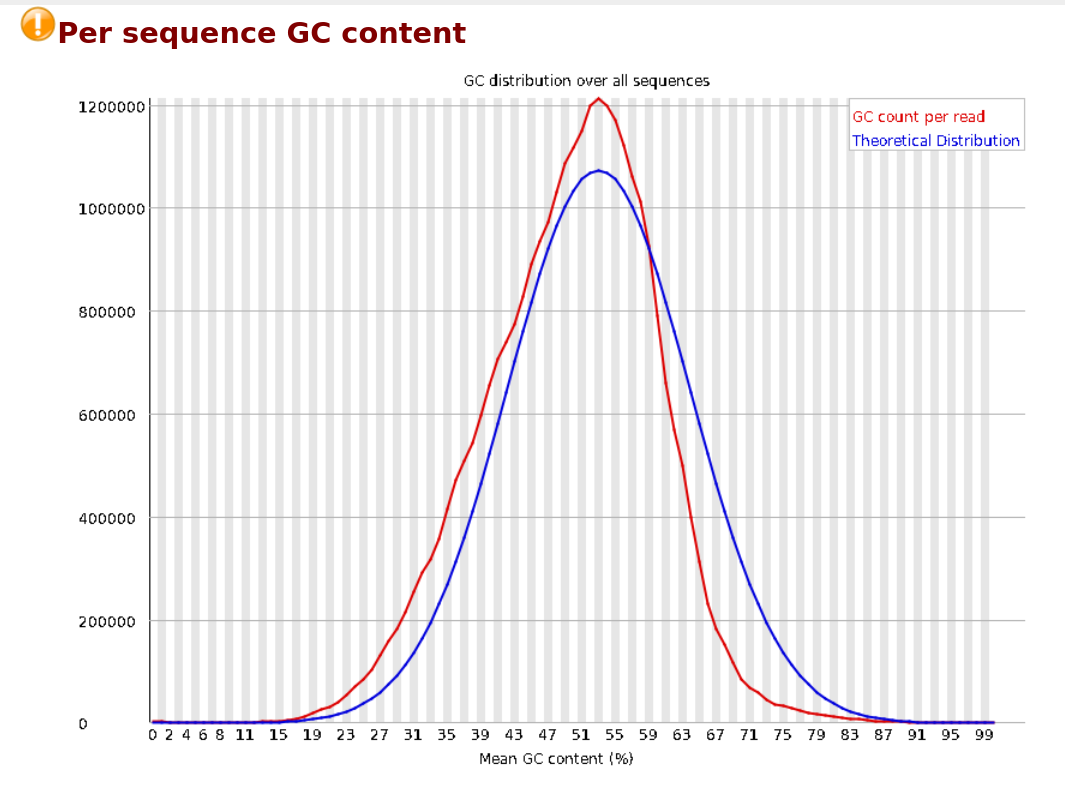 Per sequence GC content
GC distribution over all sequences
GC count per read
Theoretical Distribution
1200000
1000000
800000
600000
400000
200000
0
0 2 4 6 8 11 15 19 23 27 31 35 39 43 47 51 55 59 63 67 71 75 79 83 87 91 95 99
Mean GC content (%)